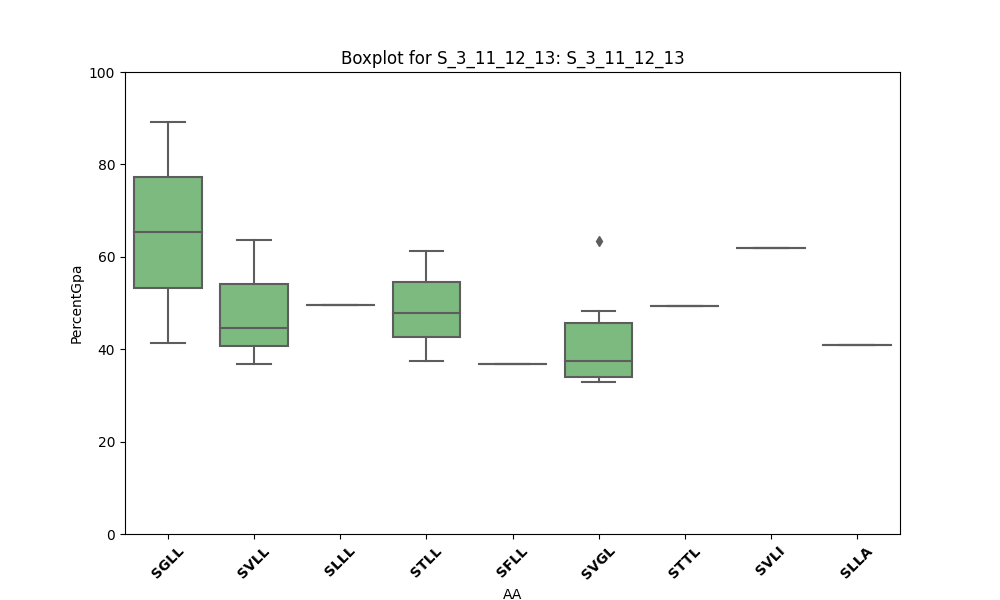 Boxplot for S_3_11_12_13: S_3_11_12_13
PercentGpa
100
80
60
40
20
0
SGLL
SVLL
SLLL
STLL
SFLL
SVGL
STTL
SVLI
SLLA
AA